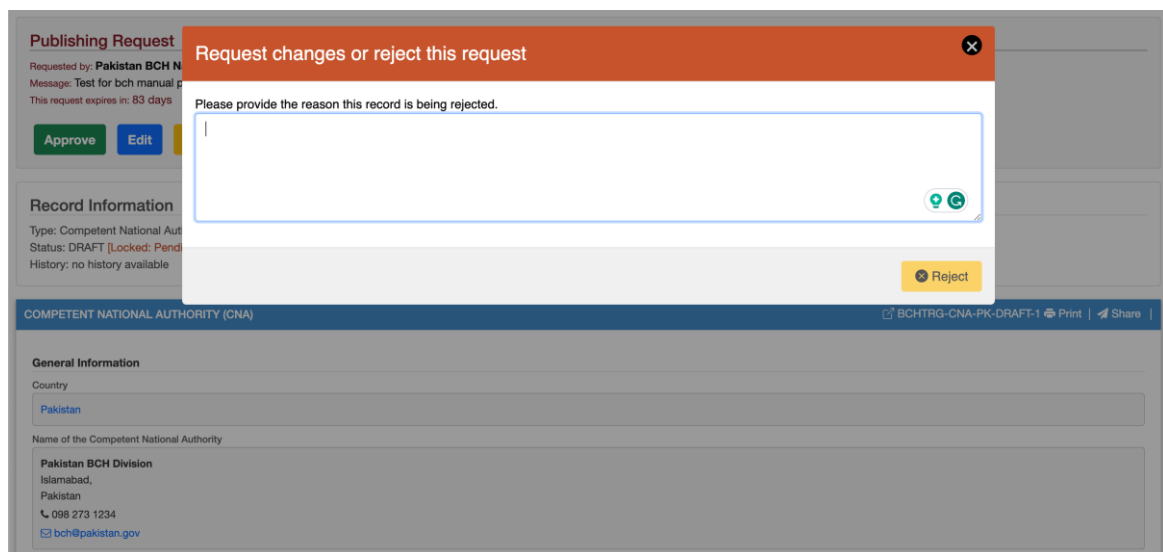 Publishing Request
Requested by: Pakistan BCH N
Message: Test for bch manual p
This request expires in: 83 days
Approve Edit
Request changes or reject this request
Please provide the reason this record is being rejected.
Reject
Record Information
Type: Competent National Aut
Status: DRAFT [Locked: Pendi
History: no history available
COMPETENT NATIONAL AUTHORITY (CNA) BCHTRG-CNA-PK-DRAFT-1 Print | Share |
General Information
Country
Pakistan
Name of the Competent National Authority
Pakistan BCH Division
Islamabad,
Pakistan
098 273 1234
bch@pakistan.gov